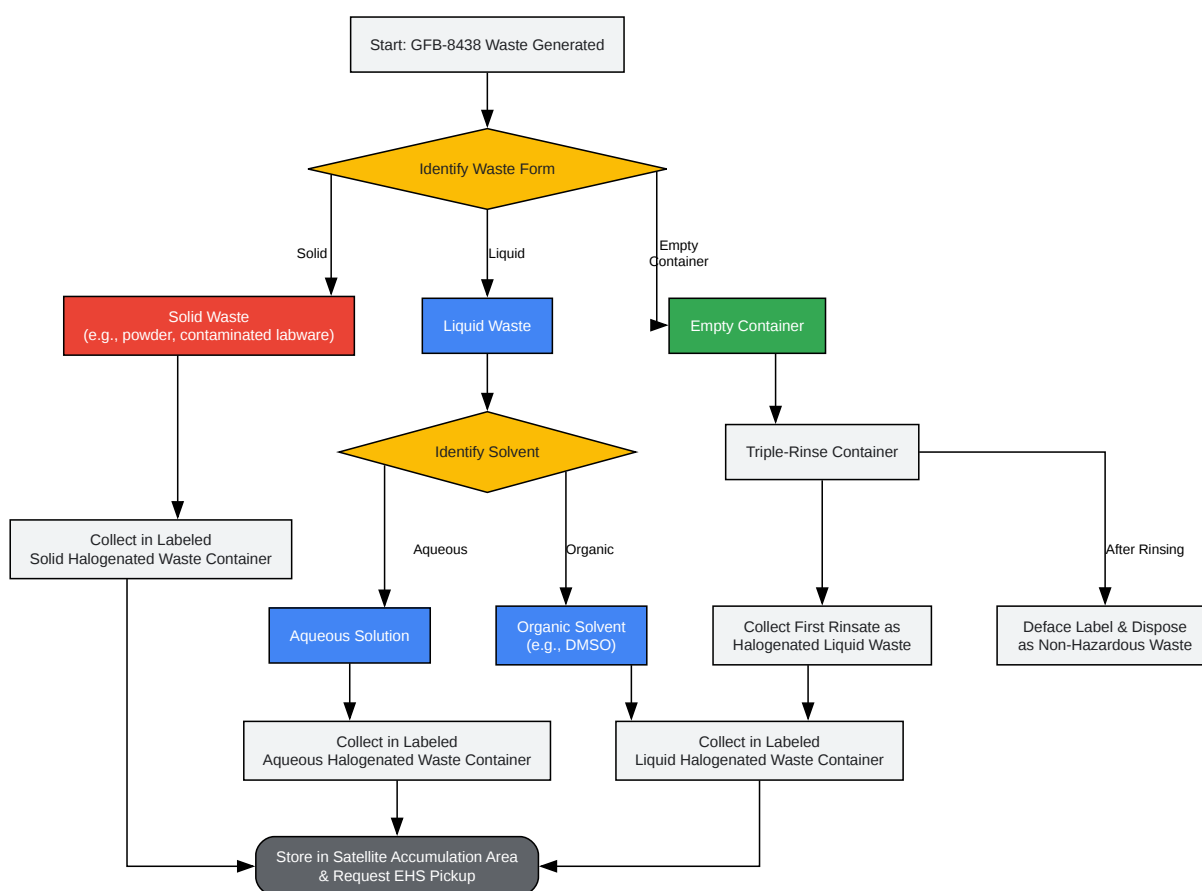 Start: GFB-8438 Waste Generated
Identify Waste Form
Solid
Liquid
Empty
Container
Solid Waste
(e.g., powder, contaminated labware)
Liquid Waste
Empty Container
Identify Solvent
Triple-Rinse Container
Collect in Labeled
Solid Halogenated Waste Container
Aqueous
Organic
After Rinsing
Aqueous Solution
Organic Solvent
(e.g., DMSO)
Collect First Rinsate as
Halogenated Liquid Waste
Deface Label & Dispose
as Non-Hazardous Waste
Collect in Labeled
Aqueous Halogenated Waste Container
Collect in Labeled
Liquid Halogenated Waste Container
Store in Satellite Accumulation Area
& Request EHS Pickup